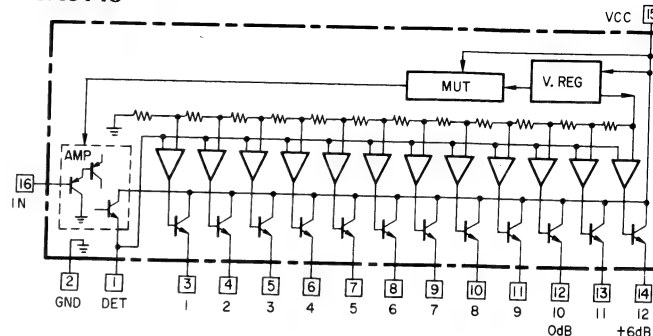 VCC 15
MUT
V. REG
AMP
16
IN
2 1 3 4 5 6 7 8 9 10 11 12 13 14
GND DET 1 2 3 4 5 6 7 8 9 10 11 12
0dB +6dB